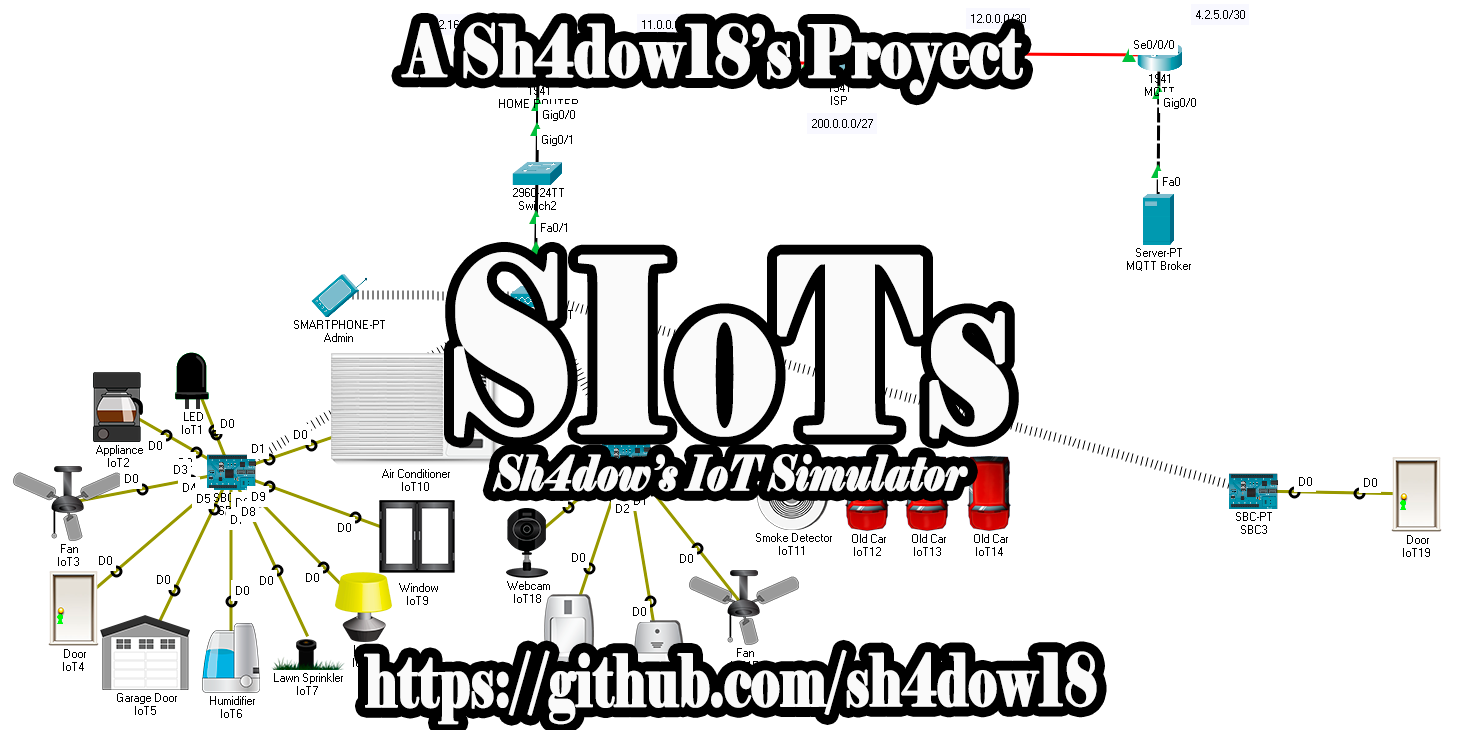 12.0.0.0/30
4.2.5.0/30
A Sh4dow18's Proyect
Se0/0/0
1941
HOME ROUTER
1941
ISP
1941
MQTT
Gig0/0
Gig0/0
Gig0/1
200.0.0.0/27
2960-24TT
Switch2
Fa0/1
Fa0
Server-PT
MQTT Broker
SIoTs
Sh4dow's IoT Simulator
SMARTPHONE-PT
Admin
LED
IoT1
D0
D0
D0
D1
Appliance
IoT2
D3
D4
D5
D9
D8
D0
Air Conditioner
IoT10
Fan
IoT3
D0
Window
IoT9
D2
D1
Webcam
IoT18
Smoke Detector
IoT11
Old Car
IoT12
Old Car
IoT13
Old Car
IoT14
SBC-PT
SBC3
D0
D0
Door
IoT19
D0
D0
D0
D0
D0
D0
D0
D0
Door
IoT4
Garage Door
IoT5
Humidifier
IoT6
Lawn Sprinkler
IoT7
Fan
https://github.com/sh4dow18